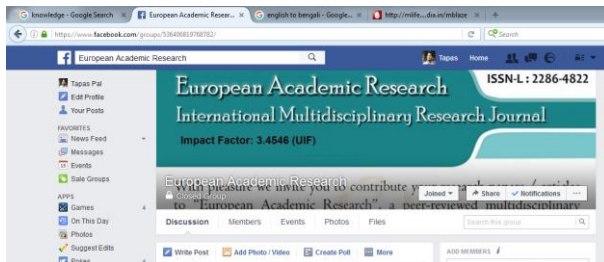 knowledge - Google Search
European Academic Resear...
english to bengali - Google...
http://mlife....dia.in/mblaze
https://www.facebook.com/groups/536406819768782/
Search
European Academic Research
Tapas
Home
Tapas Pal
Edit Profile
Your Posts
FAVORITES
News Feed
Messages
Events
Sale Groups
APPS
Games 4
On This Day
Photos
Suggest Edits
Pokes
European Academic Research
ISSN-L : 2286-4822
International Multidisciplinary Research Journal
Impact Factor: 3.4546 (UIF)
European Academic Research
Closed Group
With pleasure we invite you to contribute
to "European Academic Research", a peer-reviewed multidisciplinary
Joined
Share
Notifications
Discussion Members Events Photos Files
Search this group
Write Post Add Photo / Video Create Poll More
ADD MEMBERS